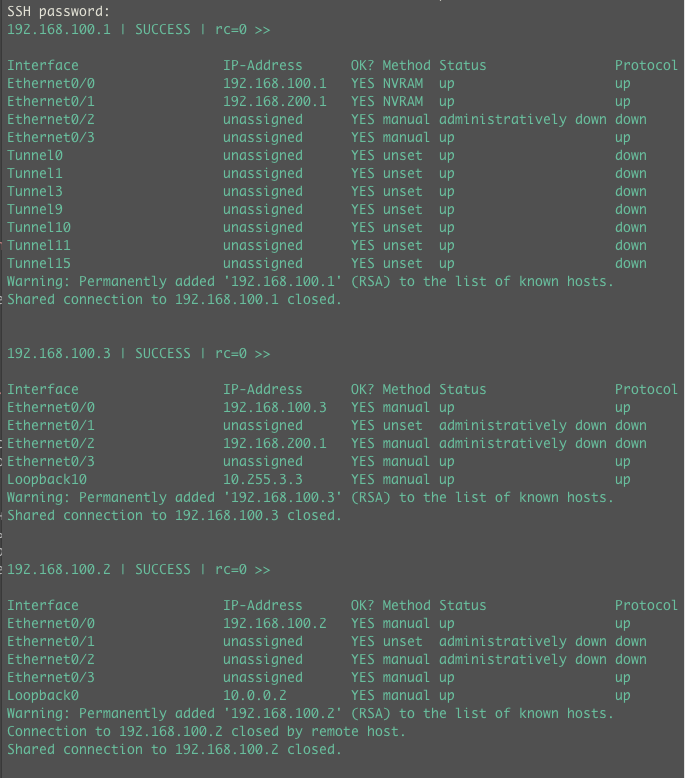 SSH password:
192.168.100.1 | SUCCESS | rc=0 >>
Interface                  IP-Address      OK? Method Status                Protocol
Ethernet0/0                192.168.100.1   YES NVRAM  up                    up
Ethernet0/1                192.168.200.1   YES NVRAM  up                    up
Ethernet0/2                unassigned      YES manual administratively down down
Ethernet0/3                unassigned      YES manual up                    up
Tunnel0                    unassigned      YES unset  up                    down
Tunnel1                    unassigned      YES unset  up                    down
Tunnel3                    unassigned      YES unset  up                    down
Tunnel9                    unassigned      YES unset  up                    down
Tunnel10                   unassigned      YES unset  up                    down
Tunnel11                   unassigned      YES unset  up                    down
Tunnel15                   unassigned      YES unset  up                    down
Warning: Permanently added '192.168.100.1' (RSA) to the list of known hosts.
Shared connection to 192.168.100.1 closed.
192.168.100.3 | SUCCESS | rc=0 >>
Interface                  IP-Address      OK? Method Status                Protocol
Ethernet0/0                192.168.100.3   YES manual up                    up
Ethernet0/1                unassigned      YES unset  administratively down down
Ethernet0/2                192.168.200.1   YES manual administratively down down
Ethernet0/3                unassigned      YES manual up                    up
Loopback10                 10.255.3.3      YES manual up                    up
Warning: Permanently added '192.168.100.3' (RSA) to the list of known hosts.
Shared connection to 192.168.100.3 closed.
192.168.100.2 | SUCCESS | rc=0 >>
Interface                  IP-Address      OK? Method Status                Protocol
Ethernet0/0                192.168.100.2   YES manual up                    up
Ethernet0/1                unassigned      YES unset  administratively down down
Ethernet0/2                unassigned      YES manual administratively down down
Ethernet0/3                unassigned      YES manual up                    up
Loopback0                  10.0.0.2        YES manual up                    up
Warning: Permanently added '192.168.100.2' (RSA) to the list of known hosts.
Connection to 192.168.100.2 closed by remote host.
Shared connection to 192.168.100.2 closed.